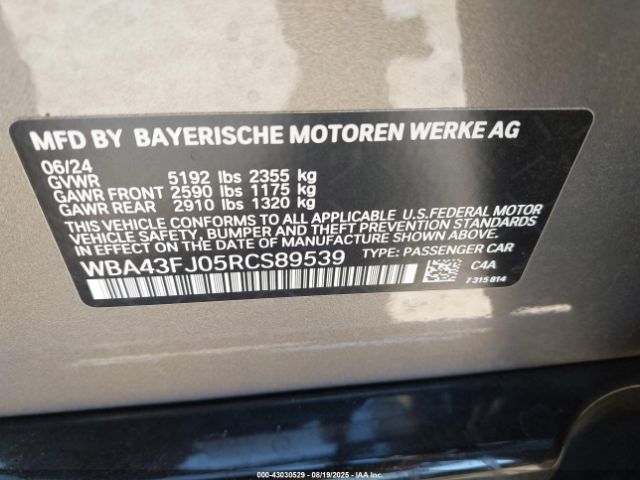 MFD BY BAYERISCHE MOTOREN WERKE AG
06/24
GVWR 5192 lbs 2355 kg
GAWR FRONT 2590 lbs 1175 kg
GAWR REAR 2910 lbs 1320 kg
THIS VEHICLE CONFORMS TO ALL APPLICABLE U.S.FEDERAL MOTOR
VEHICLE SAFETY, BUMPER AND THEFT PREVENTION STANDARDS
IN EFFECT ON THE DATE OF MANUFACTURE SHOWN ABOVE.
WBA43FJ05RCS89539 TYPE: PASSENGER CAR
C4A
7315814
© 000-43030529 - 08/19/2025 - IAA Inc.